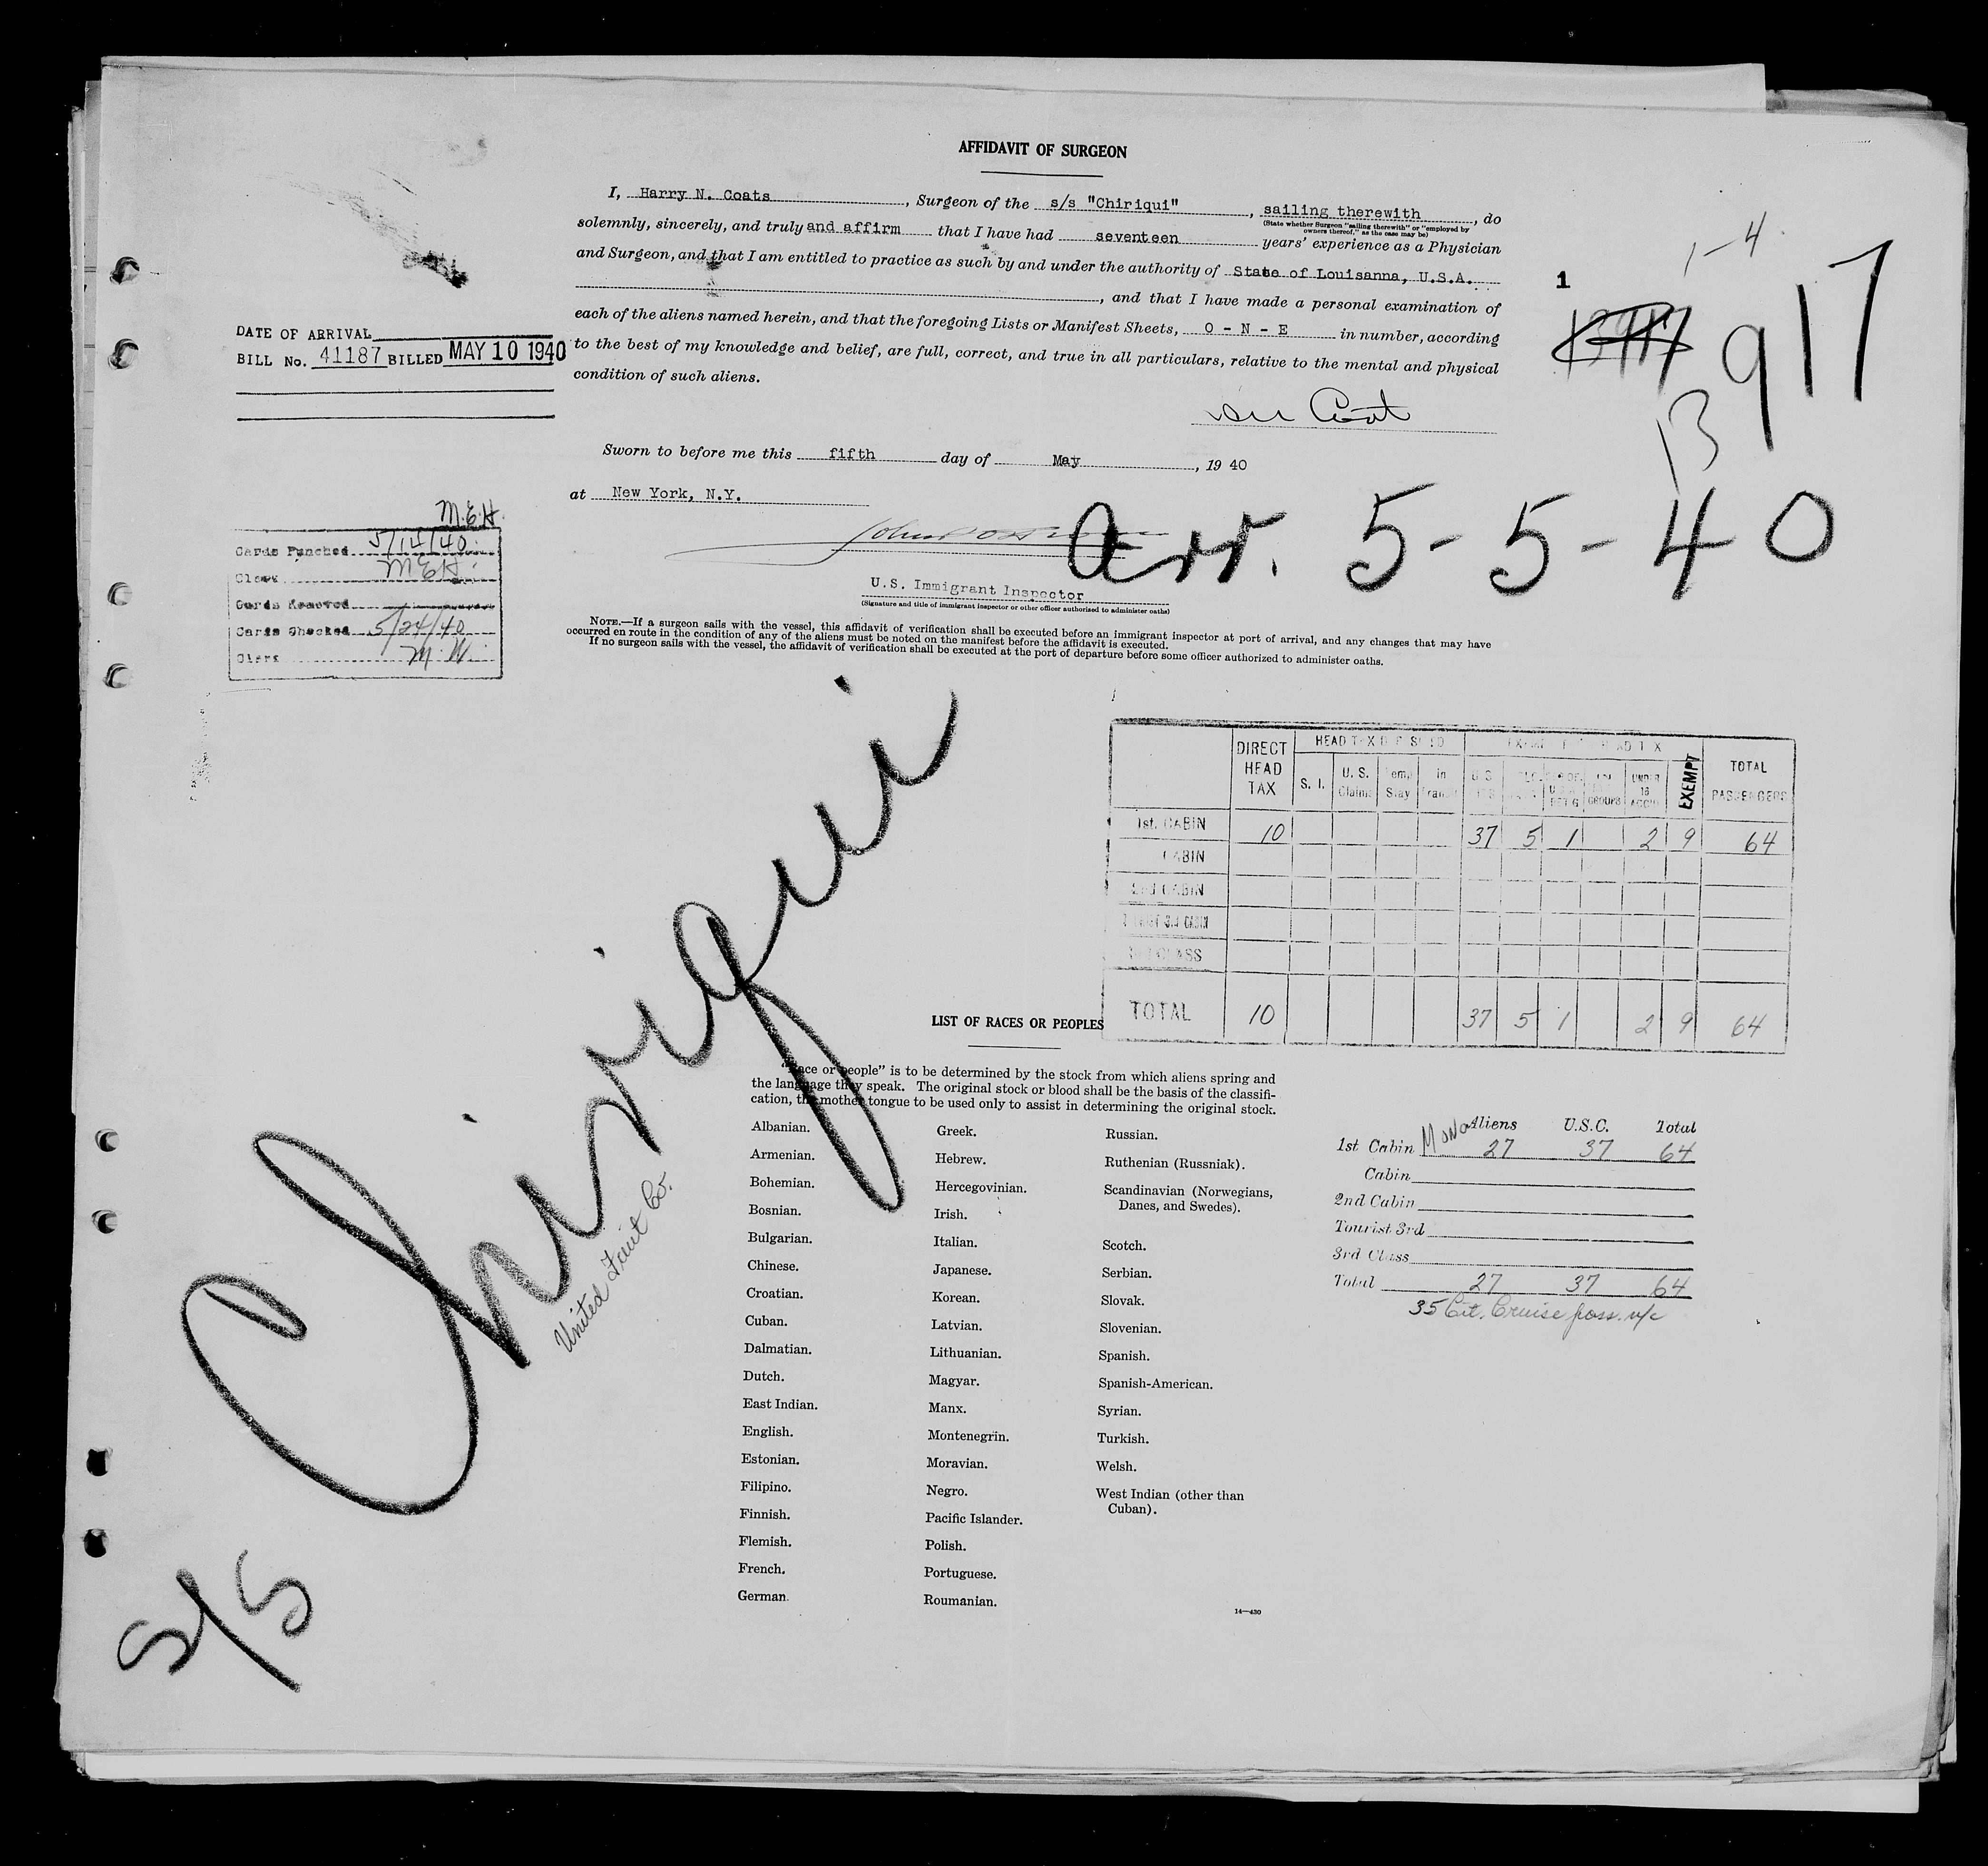 AFFIDAVIT OF SURGEON
I, Harry N. Coats, Surgeon of the s/s "Chiriqui", sailing therewith, do
(State whether Surgeon "sailing therewith" or "employed by owners thereof," as the case may be)
solemnly, sincerely, and truly and affirm that I have had seventeen years' experience as a Physician
and Surgeon, and that I am entitled to practice as such by and under the authority of State of Louisanna, U.S.A.
, and that I have made a personal examination of
each of the aliens named herein, and that the foregoing Lists or Manifest Sheets, O - N - E in number, according
to the best of my knowledge and belief, are full, correct, and true in all particulars, relative to the mental and physical
condition of such aliens.
Sworn to before me this fifth day of May, 19 40
at New York, N.Y.
U.S. Immigrant Inspector
(Signature and title of immigrant inspector or other officer authorized to administer oaths)
NOTE.—If a surgeon sails with the vessel, this affidavit of verification shall be executed before an immigrant inspector at port of arrival, and any changes that may have
occurred en route in the condition of any of the aliens must be noted on the manifest before the affidavit is executed.
If no surgeon sails with the vessel, the affidavit of verification shall be executed at the port of departure before some officer authorized to administer oaths.
1-4
1
917
13
Arr. 5-5-40
DATE OF ARRIVAL
BILL No. 41187 BILLED MAY 10 1940
M.E.H.
Cards Punched 5/14/40
Clerk M.E.H.
Cards Removed
Cards Checked 5/24/40
Clerk M.W.
S/S Chiriqui
United Fruit Co.
DIRECT HEAD TAX
S. I. U. S. Claims Temp Stay In Transit
UNDER 16 EXEMPT TOTAL PASSENGERS
1st. CABIN 10 37 5 1 2 9 64
CABIN
2nd CABIN
TOTAL 10 37 5 1 2 9 64
LIST OF RACES OR PEOPLES
"Race or people" is to be determined by the stock from which aliens spring and
the language they speak. The original stock or blood shall be the basis of the classifi-
cation, the mother tongue to be used only to assist in determining the original stock.
Albanian.
Armenian.
Bohemian.
Bosnian.
Bulgarian.
Chinese.
Croatian.
Cuban.
Dalmatian.
Dutch.
East Indian.
English.
Estonian.
Filipino.
Finnish.
Flemish.
French.
German.
Greek.
Hebrew.
Hercegovinian.
Irish.
Italian.
Japanese.
Korean.
Latvian.
Lithuanian.
Magyar.
Manx.
Montenegrin.
Moravian.
Negro.
Pacific Islander.
Polish.
Portuguese.
Roumanian.
Russian.
Ruthenian (Russniak).
Scandinavian (Norwegians,
Danes, and Swedes).
Scotch.
Serbian.
Slovak.
Slovenian.
Spanish.
Spanish-American.
Syrian.
Turkish.
Welsh.
West Indian (other than
Cuban).
14—430
Aliens U.S.C. Total
1st Cabin 27 37 64
Cabin
2nd Cabin
Tourist 3rd
3rd Class
Total 27 37 64
35 Cit. Cruise pass. n/c